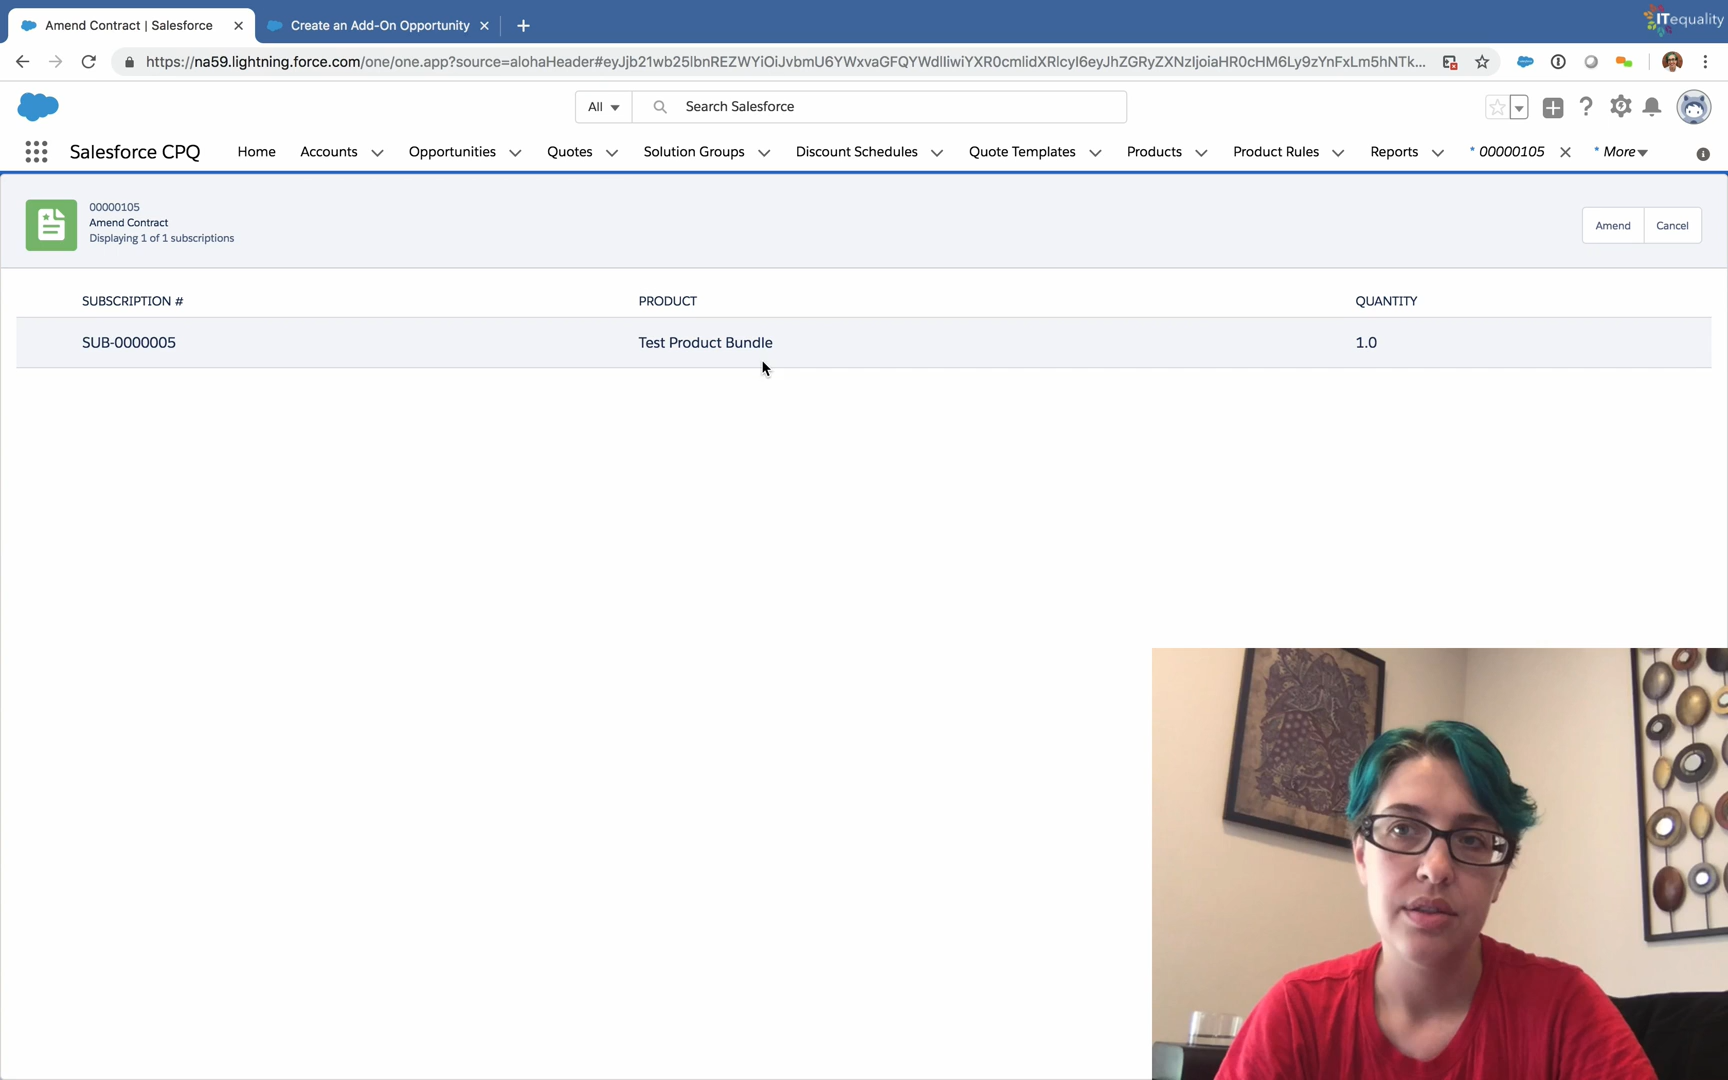 Amend Contract | Salesforce
Create an Add-On Opportunity
ITequality
https://na59.lightning.force.com/one/one.app?source=alohaHeader#eyJjb21wb25lbnREZWYiOiJvbmU6YWxvaGFQYWdlIiwiYXR0cmlidXRlcyI6eyJhZGRyZXNzIjoiaHR0cHM6Ly9zYnFxLm5hNTk...
All
Search Salesforce
Salesforce CPQ
Home
Accounts
Opportunities
Quotes
Solution Groups
Discount Schedules
Quote Templates
Products
Product Rules
Reports
* 00000105
* More
00000105
Amend Contract
Displaying 1 of 1 subscriptions
Amend
Cancel
SUBSCRIPTION # PRODUCT QUANTITY
SUB-0000005 Test Product Bundle 1.0